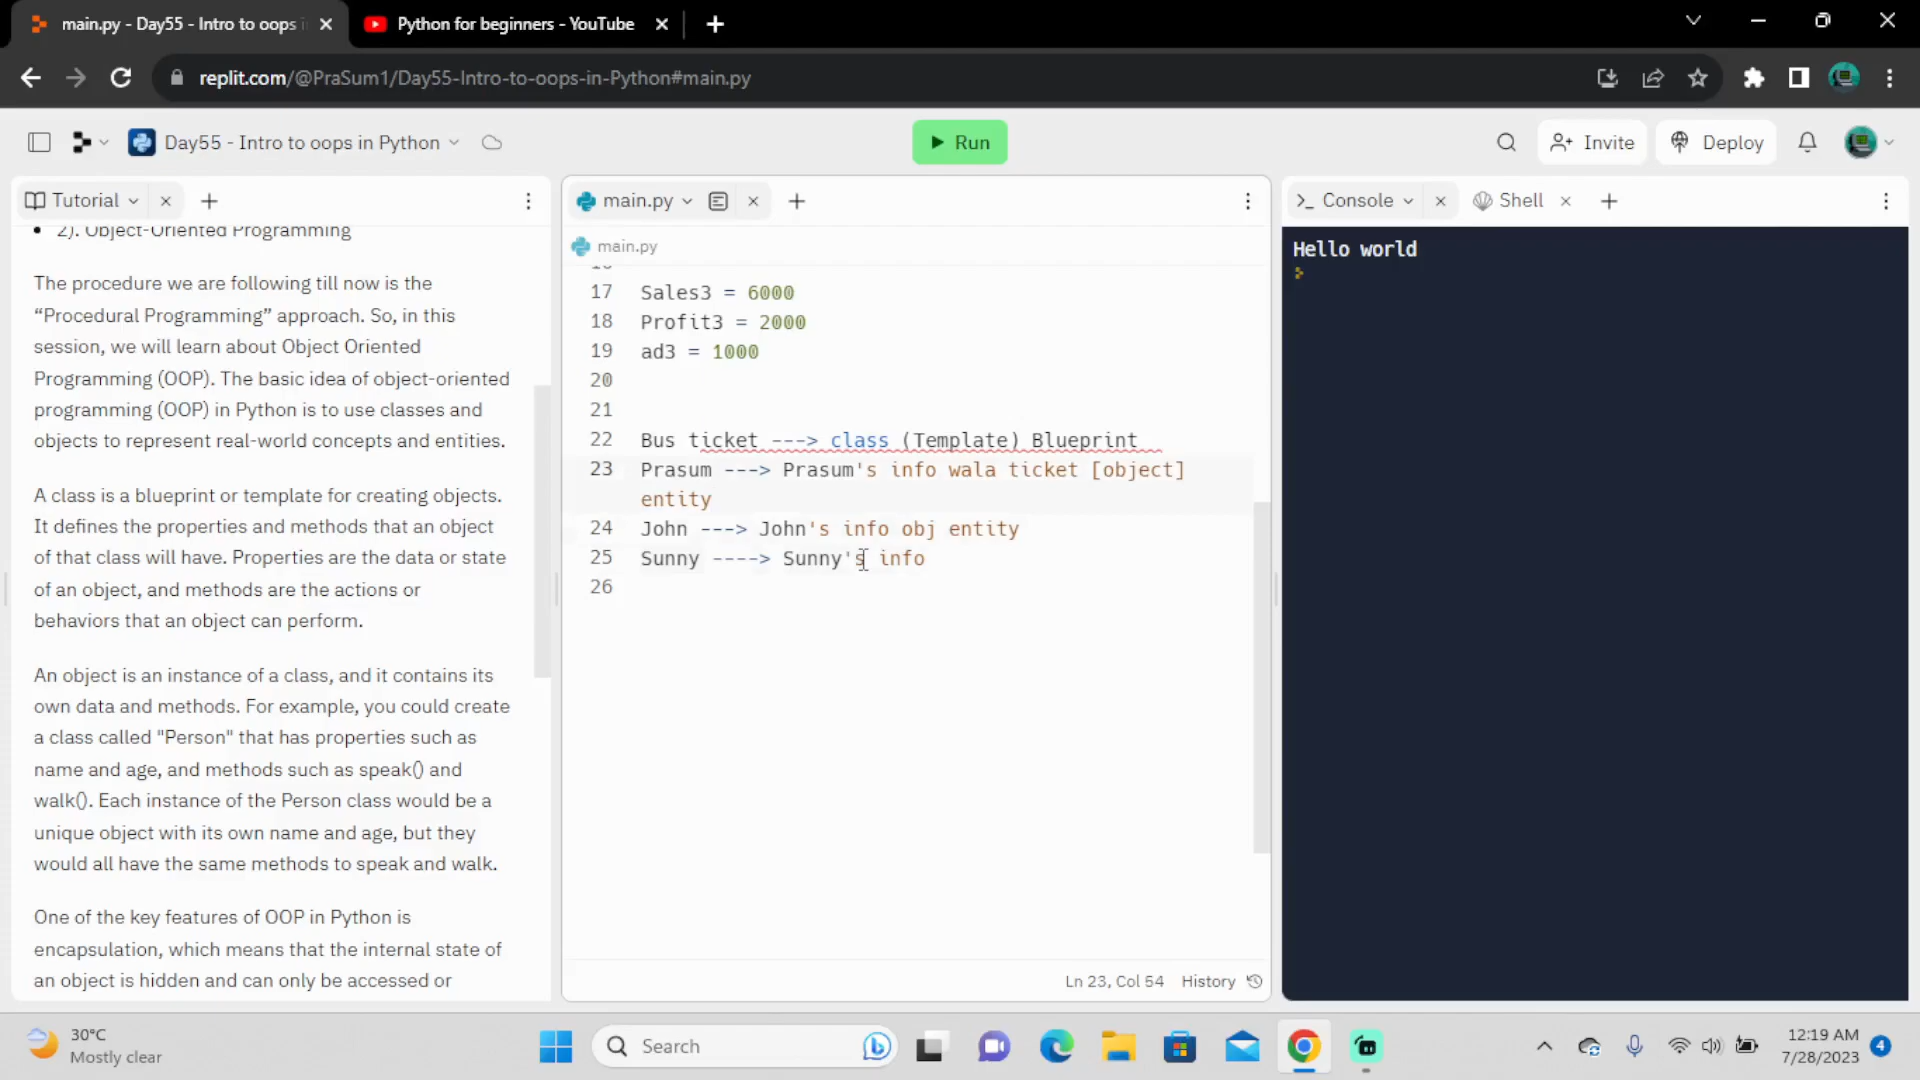 main.py - Day55 - Intro to oops i
Python for beginners - YouTube
replit.com/@PraSum1/Day55-Intro-to-oops-in-Python#main.py
Day55 - Intro to oops in Python
Run
Invite
Deploy
Tutorial
main.py
Console
Shell
main.py
• 2). Object-Oriented Programming
The procedure we are following till now is the
“Procedural Programming” approach. So, in this
session, we will learn about Object Oriented
Programming (OOP). The basic idea of object-oriented
programming (OOP) in Python is to use classes and
objects to represent real-world concepts and entities.
A class is a blueprint or template for creating objects.
It defines the properties and methods that an object
of that class will have. Properties are the data or state
of an object, and methods are the actions or
behaviors that an object can perform.
An object is an instance of a class, and it contains its
own data and methods. For example, you could create
a class called "Person" that has properties such as
name and age, and methods such as speak() and
walk(). Each instance of the Person class would be a
unique object with its own name and age, but they
would all have the same methods to speak and walk.
One of the key features of OOP in Python is
encapsulation, which means that the internal state of
an object is hidden and can only be accessed or
17 Sales3 = 6000
18 Profit3 = 2000
19 ad3 = 1000
20
21
22 Bus ticket ---> class (Template) Blueprint
23 Prasum ---> Prasum's info wala ticket [object]
entity
24 John ---> John's info obj entity
25 Sunny ----> Sunny's info
26
Ln 23, Col 54 History
Hello world
30°C
Mostly clear
Search
12:19 AM
7/28/2023
4